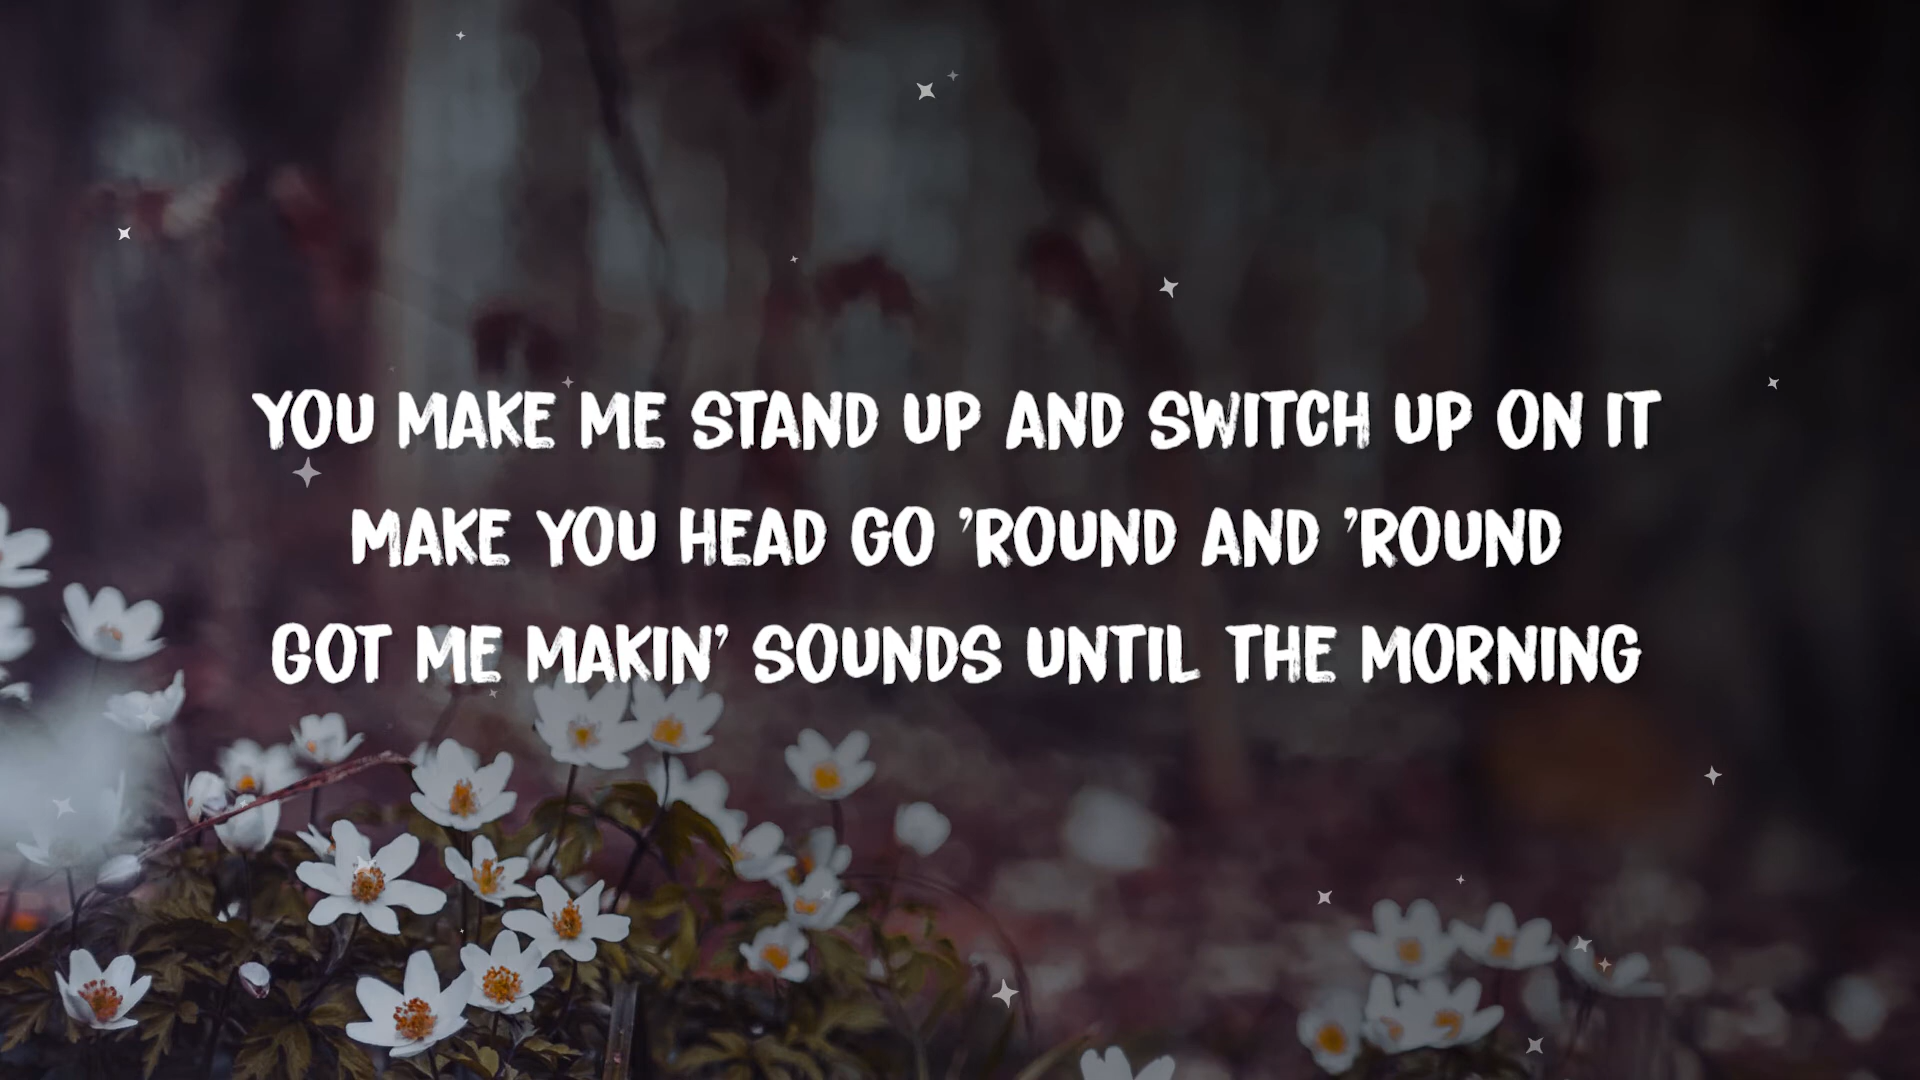 YOU MAKE ME STAND UP AND SWITCH UP ON IT
MAKE YOU HEAD GO 'ROUND AND 'ROUND
GOT ME MAKIN' SOUNDS UNTIL THE MORNING